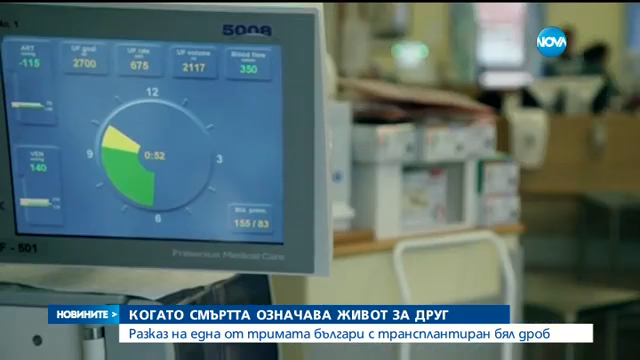 5008
NOVA
ART
-115
UF goal
2700
UF rate
675
UF volume
2117
Blood flow
350
12
9
0:52
3
6
VEN
140
155 / 83
F - 501
Fresenius Medical Care
НОВИНИТЕ
КОГАТО СМЪРТТА ОЗНАЧАВА ЖИВОТ ЗА ДРУГ
Разказ на една от тримата българи с трансплантиран бял дроб